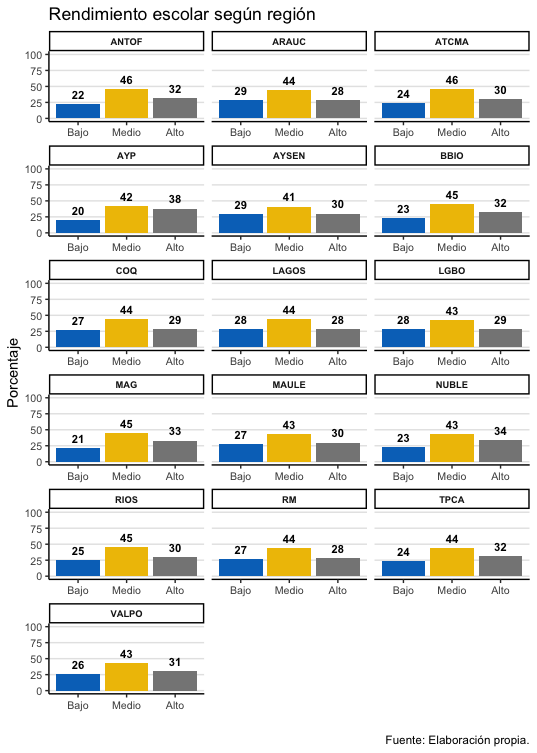 Rendimiento escolar según región
Porcentaje
ANTOF ARAUC ATCMA
100
75
50
25
0
22 46 32 29 44 28 24 46 30
Bajo Medio Alto Bajo Medio Alto Bajo Medio Alto
AYP AYSEN BBIO
100
75
50
25
0
20 42 38 29 41 30 23 45 32
Bajo Medio Alto Bajo Medio Alto Bajo Medio Alto
COQ LAGOS LGBO
100
75
50
25
0
27 44 29 28 44 28 28 43 29
Bajo Medio Alto Bajo Medio Alto Bajo Medio Alto
MAG MAULE NUBLE
100
75
50
25
0
21 45 33 27 43 30 23 43 34
Bajo Medio Alto Bajo Medio Alto Bajo Medio Alto
RIOS RM TPCA
100
75
50
25
0
25 45 30 27 44 28 24 44 32
Bajo Medio Alto Bajo Medio Alto Bajo Medio Alto
VALPO
100
75
50
25
0
26 43 31
Bajo Medio Alto
Fuente: Elaboración propia.